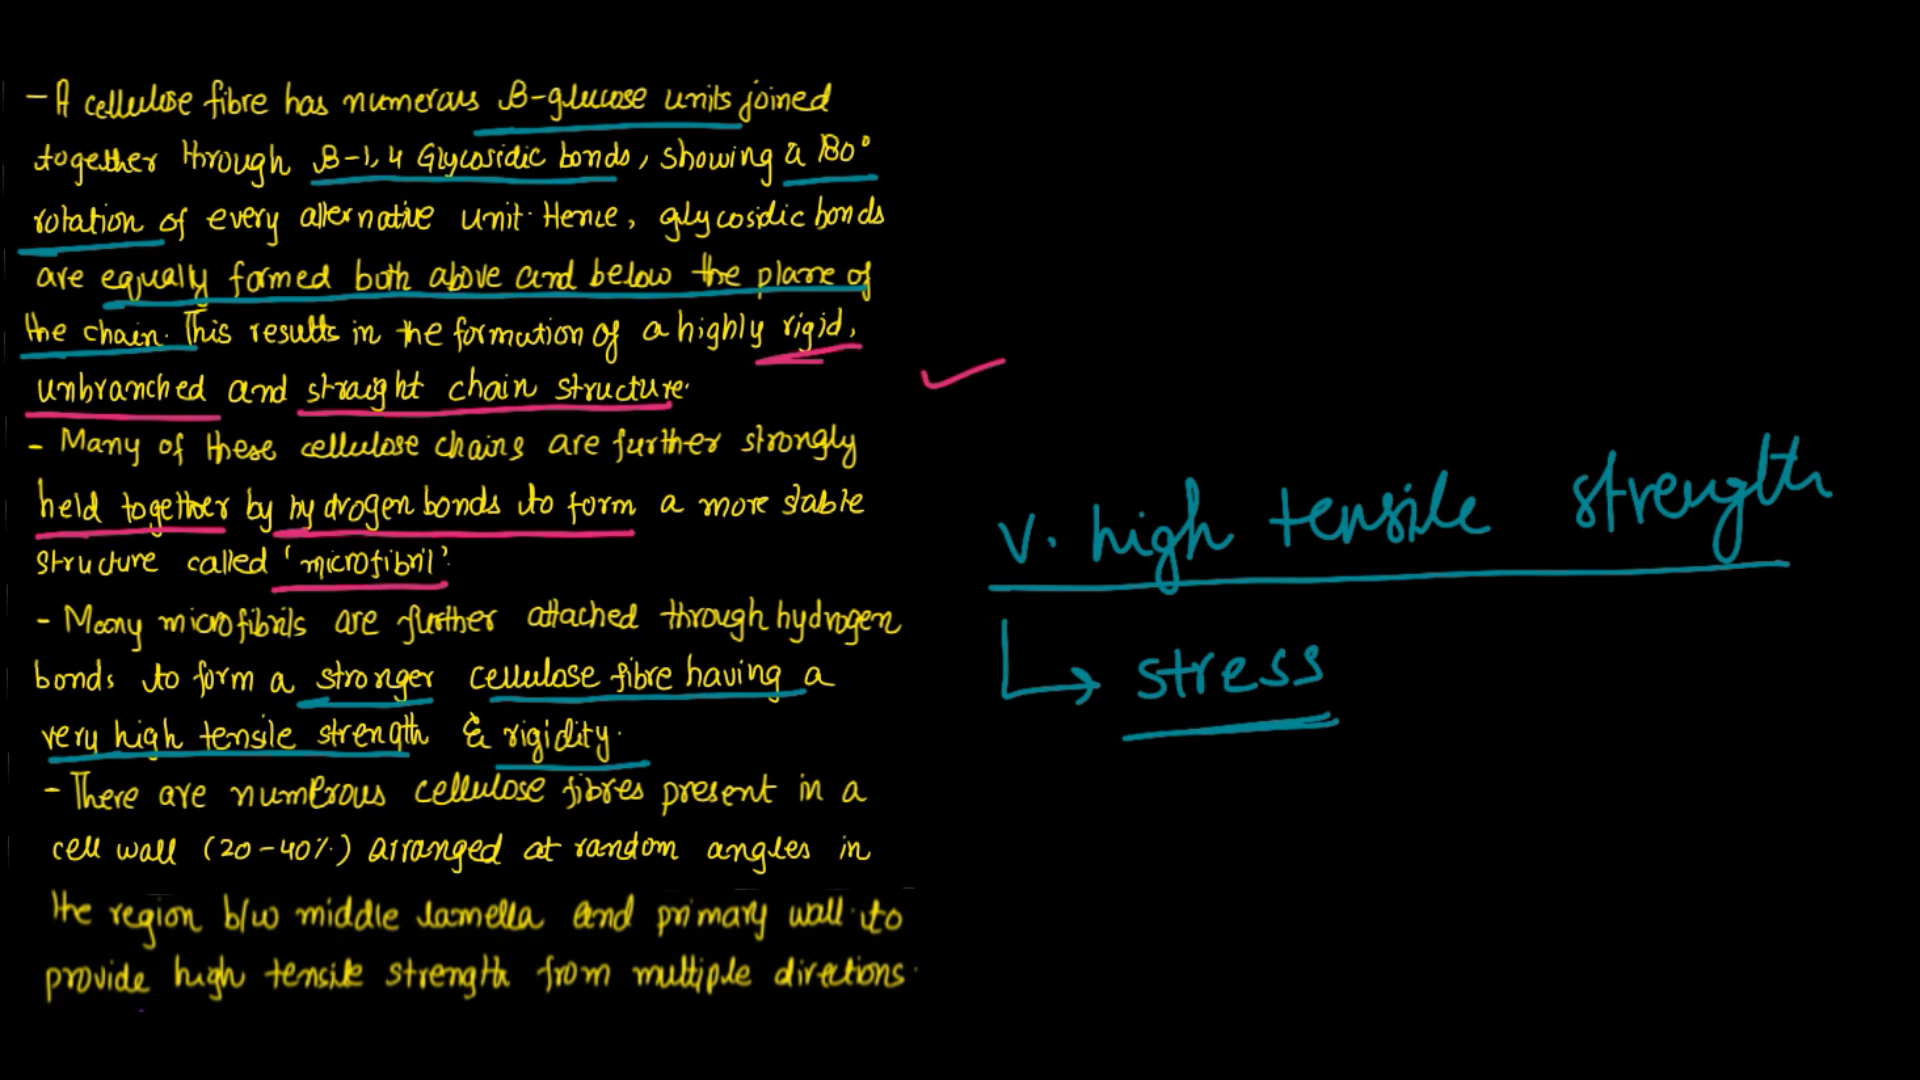 - A cellulose fibre has numerous β-glucose units joined
together through β-1,4 Glycosidic bonds, showing a 180°
rotation of every alternative unit. Hence, glycosidic bonds
are equally formed both above and below the plane of
the chain. This results in the formation of a highly rigid,
unbranched and straight chain structure.
- Many of these cellulose chains are further strongly
held together by hydrogen bonds to form a more stable
structure called 'microfibril'.
- Many microfibrils are further attached through hydrogen
bonds to form a stronger cellulose fibre having a
very high tensile strength & rigidity.
- There are numerous cellulose fibres present in a
cell wall (20-40%) arranged at random angles in
the region b/w middle lamella and primary wall to
provide high tensile strength from multiple directions.
v. high tensile strength
↳ stress